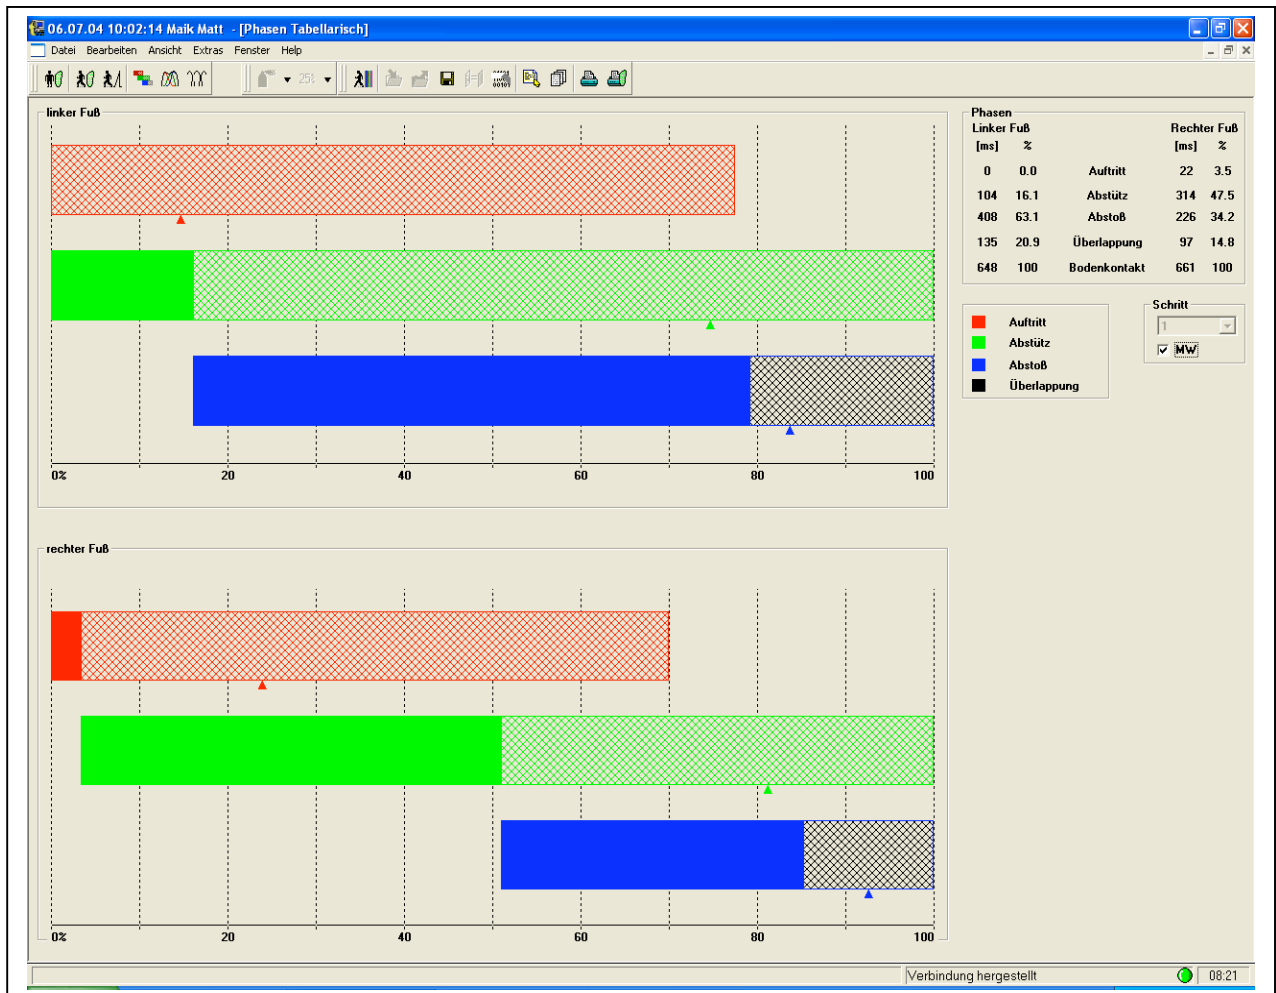 06.07.04 10:02:14 Maik Matt - [Phasen Tabellarisch]
Datei Bearbeiten Ansicht Extras Fenster Help
25%
linker Fuß
0% 20 40 60 80 100
rechter Fuß
0% 20 40 60 80 100
Phasen
Linker Fuß Rechter Fuß
[ms] % [ms] %
0 0.0 Auftritt 22 3.5
104 16.1 Abstütz 314 47.5
408 63.1 Abstoß 226 34.2
135 20.9 Überlappung 97 14.8
648 100 Bodenkontakt 661 100
Auftritt
Abstütz
Abstoß
Überlappung
Schritt
1
MW
Verbindung hergestellt 08:21